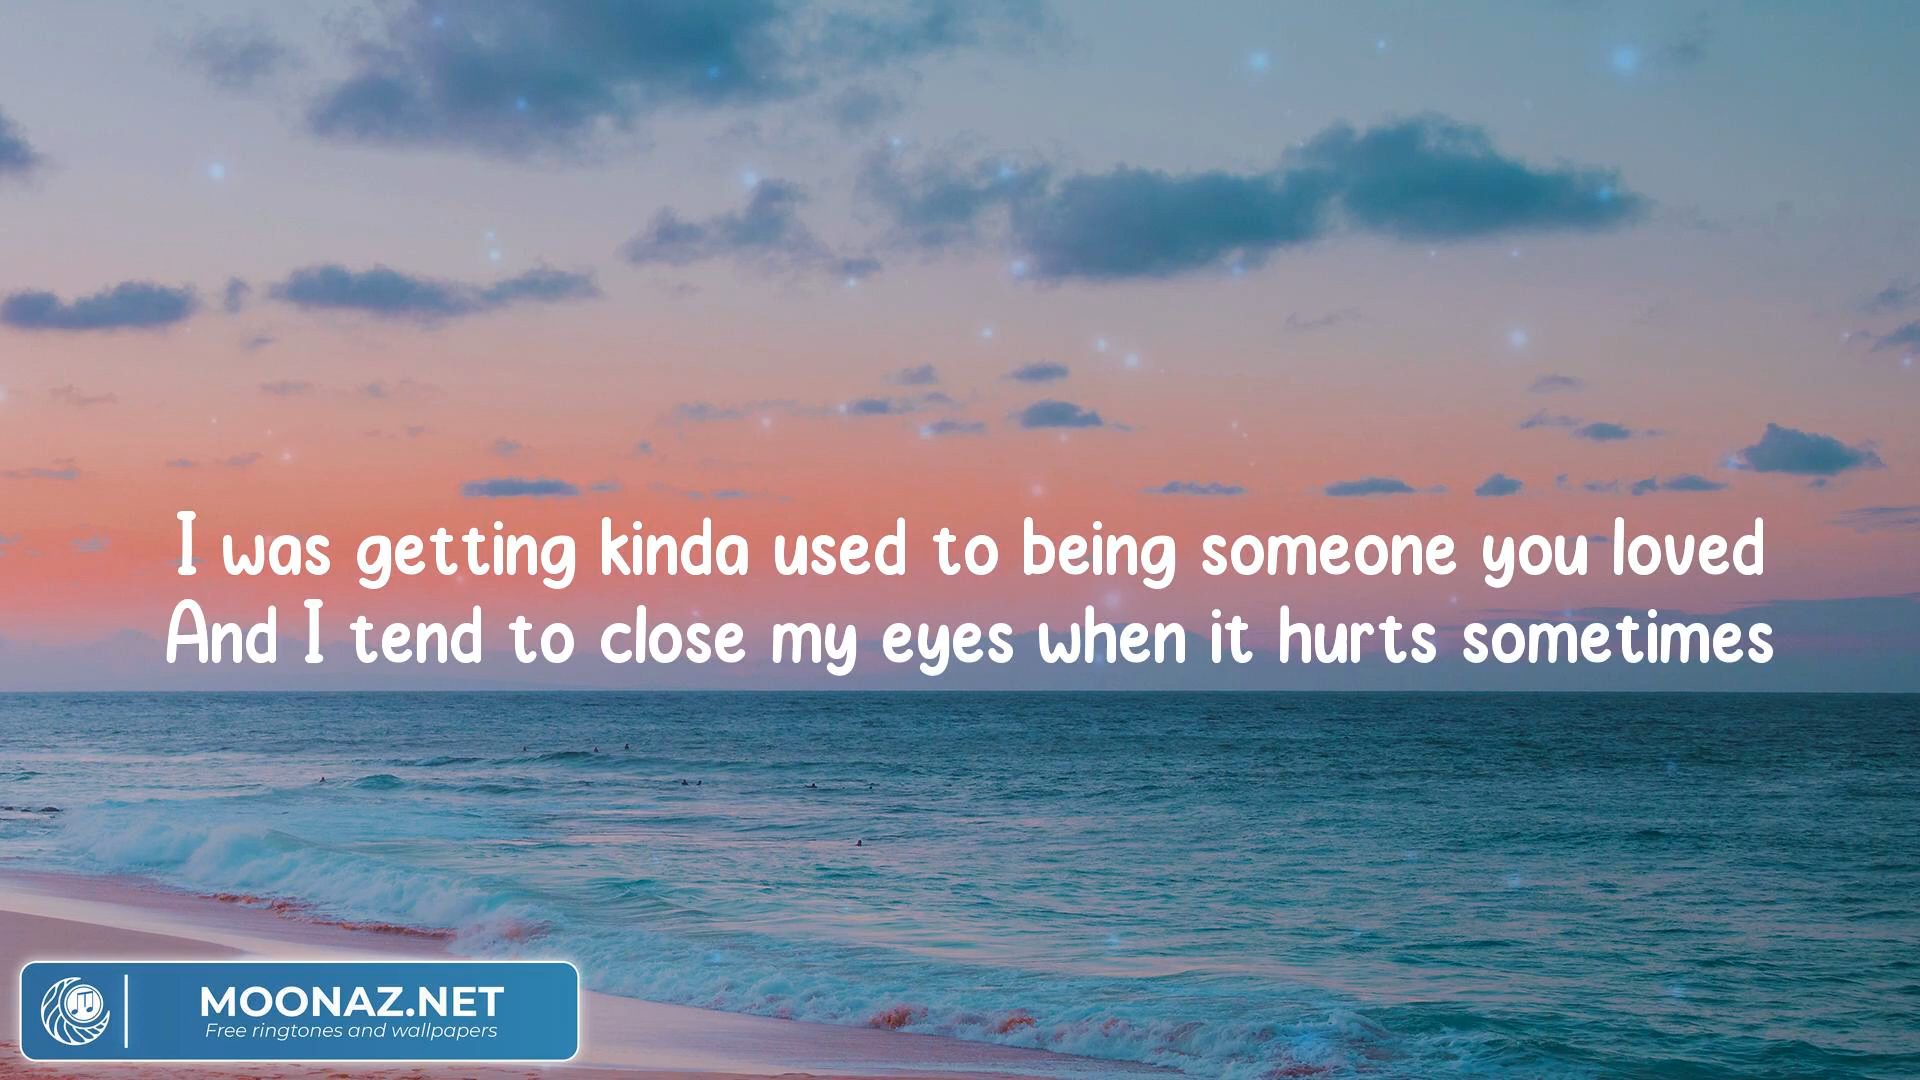 I was getting kinda used to being someone you loved
And I tend to close my eyes when it hurts sometimes
MOONAZ.NET
Free ringtones and wallpapers